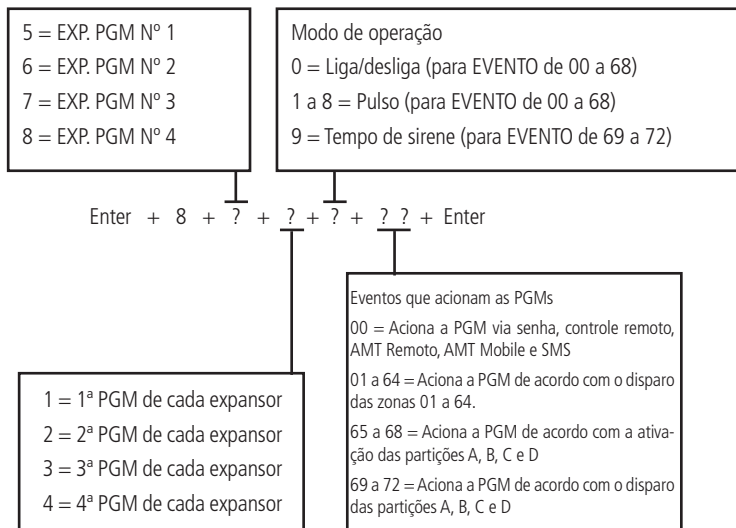 5 = EXP. PGM Nº 1
6 = EXP. PGM Nº 2
7 = EXP. PGM Nº 3
8 = EXP. PGM Nº 4
Modo de operação
0 = Liga/desliga (para EVENTO de 00 a 68)
1 a 8 = Pulso (para EVENTO de 00 a 68)
9 = Tempo de sirene (para EVENTO de 69 a 72)
Enter + 8 + ? + ? + ? + ? ? + Enter
1 = 1ª PGM de cada expansor
2 = 2ª PGM de cada expansor
3 = 3ª PGM de cada expansor
4 = 4ª PGM de cada expansor
Eventos que acionam as PGMs
00 = Aciona a PGM via senha, controle remoto,
AMT Remoto, AMT Mobile e SMS
01 a 64 = Aciona a PGM de acordo com o disparo
das zonas 01 a 64.
65 a 68 = Aciona a PGM de acordo com a ativa-
ção das partições A, B, C e D
69 a 72 = Aciona a PGM de acordo com o disparo
das partições A, B, C e D